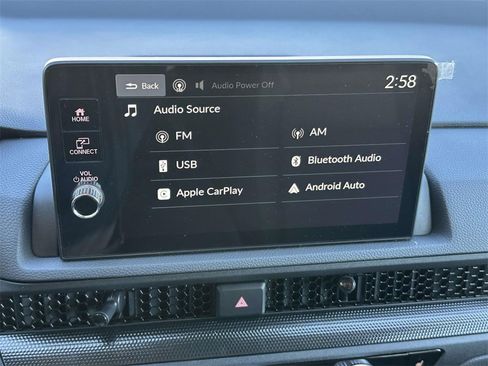 Back Audio Power Off 2:58
HOME
Audio Source
FM AM
CONNECT
USB Bluetooth Audio
VOL
AUDIO
Apple CarPlay Android Auto